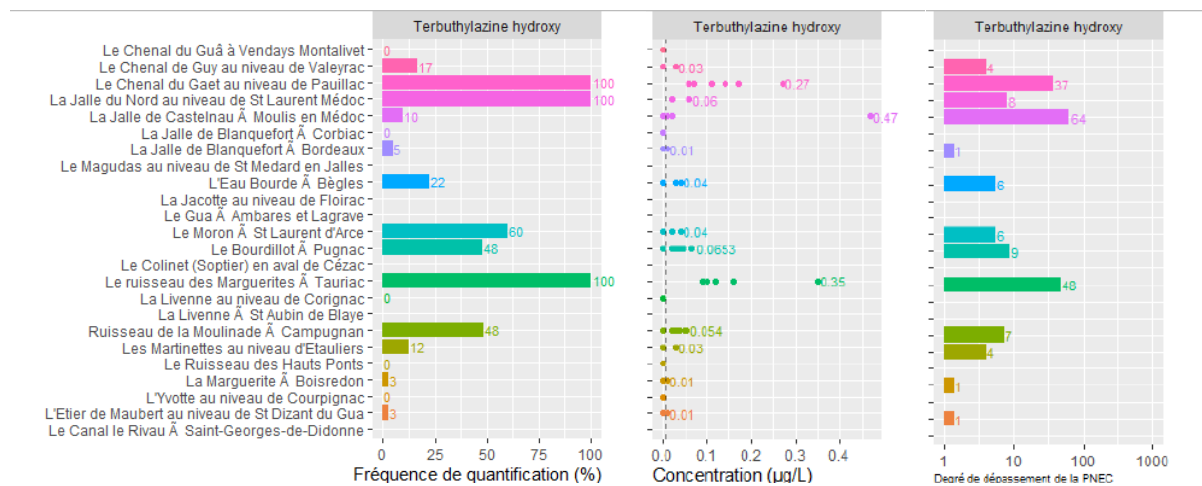 Terbuthylazine hydroxy
Terbuthylazine hydroxy
Terbuthylazine hydroxy
Le Chenal du Guâ à Vendays Montalivet 0
Le Chenal de Guy au niveau de Valeyrac 17 0.03 4
Le Chenal du Gaet au niveau de Pauillac 100 0.27 37
La Jalle du Nord au niveau de St Laurent Médoc 100 0.06 8
La Jalle de Castelnau Ã Moulis en Médoc 10 0.47 64
La Jalle de Blanquefort Ã Corbiac 0
La Jalle de Blanquefort Ã Bordeaux 5 0.01 1
Le Magudas au niveau de St Medard en Jalles
L'Eau Bourde Ã Bègles 22 0.04 6
La Jacotte au niveau de Floirac
Le Gua Ã Ambares et Lagrave
Le Moron Ã St Laurent d'Arce 60 0.04 6
Le Bourdillot Ã Pugnac 48 0.0653 9
Le Colinet (Soptier) en aval de Cézac
Le ruisseau des Marguerites Ã Tauriac 100 0.35 48
La Livenne au niveau de Corignac 0
La Livenne Ã St Aubin de Blaye
Ruisseau de la Moulinade Ã Campugnan 48 0.054 7
Les Martinettes au niveau d'Etauliers 12 0.03 4
Le Ruisseau des Hauts Ponts 0
La Marguerite Ã Boisredon 3 0.01 1
L'Yvotte au niveau de Courpignac 0
L'Etier de Maubert au niveau de St Dizant du Gua 3 0.01 1
Le Canal le Rivau Ã Saint-Georges-de-Didonne
0 25 50 75 100
Fréquence de quantification (%)
0.0 0.1 0.2 0.3 0.4
Concentration (µg/L)
1 10 100 1000
Degré de dépassement de la PNEC